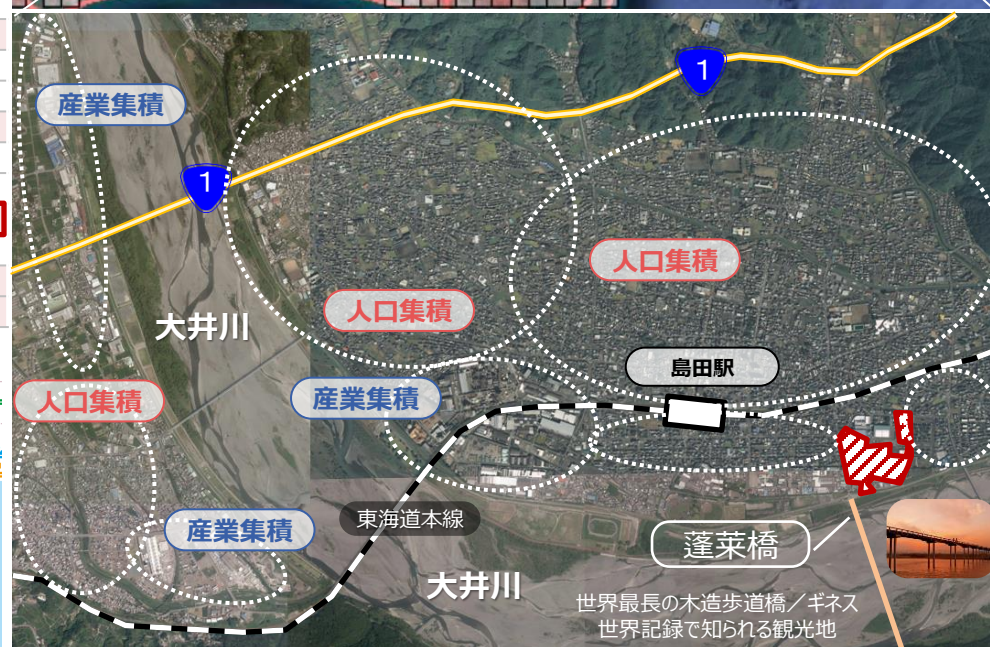 1
産業集積
1
人口集積
人口集積
大井川
島田駅
産業集積
人口集積
東海道本線
産業集積
蓬莱橋
大井川
世界最長の木造歩道橋／ギネス
世界記録で知られる観光地